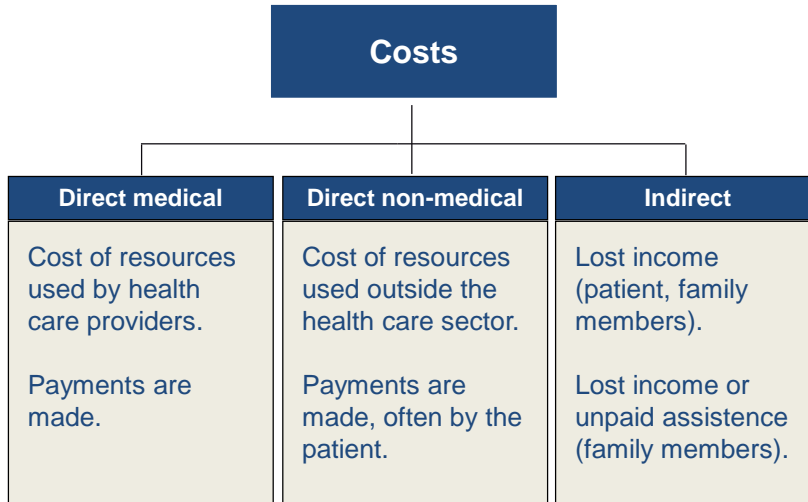 Costs
Direct medical
Cost of resources
used by health
care providers.
Payments are
made.
Direct non-medical
Cost of resources
used outside the
health care sector.
Payments are
made, often by the
patient.
Indirect
Lost income
(patient, family
members).
Lost income or
unpaid assistence
(family members).